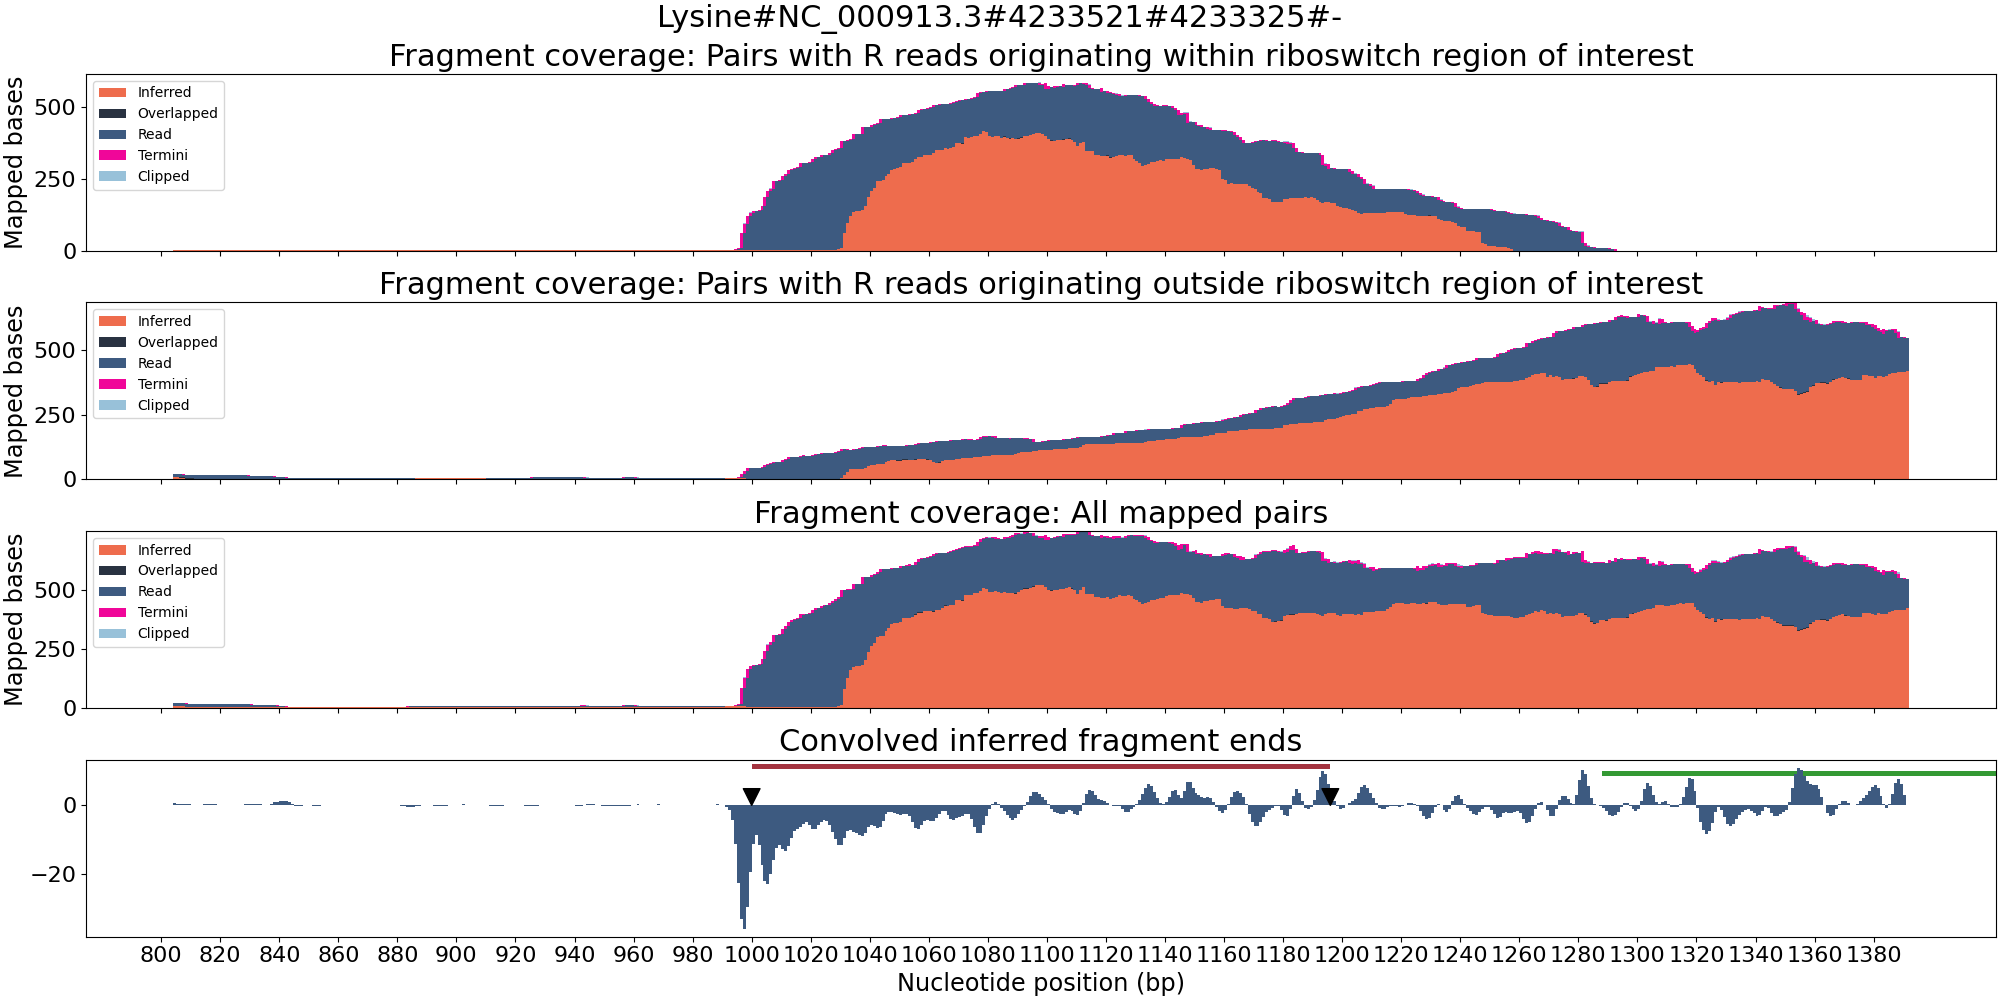 Lysine#NC_000913.3#4233521#4233325#-
Fragment coverage: Pairs with R reads originating within riboswitch region of interest
Mapped bases
500
250
0
Inferred
Overlapped
Read
Termini
Clipped
Fragment coverage: Pairs with R reads originating outside riboswitch region of interest
Mapped bases
500
250
0
Inferred
Overlapped
Read
Termini
Clipped
Fragment coverage: All mapped pairs
Mapped bases
500
250
0
Inferred
Overlapped
Read
Termini
Clipped
Convolved inferred fragment ends
0
−20
800 820 840 860 880 900 920 940 960 980 1000 1020 1040 1060 1080 1100 1120 1140 1160 1180 1200 1220 1240 1260 1280 1300 1320 1340 1360 1380
Nucleotide position (bp)